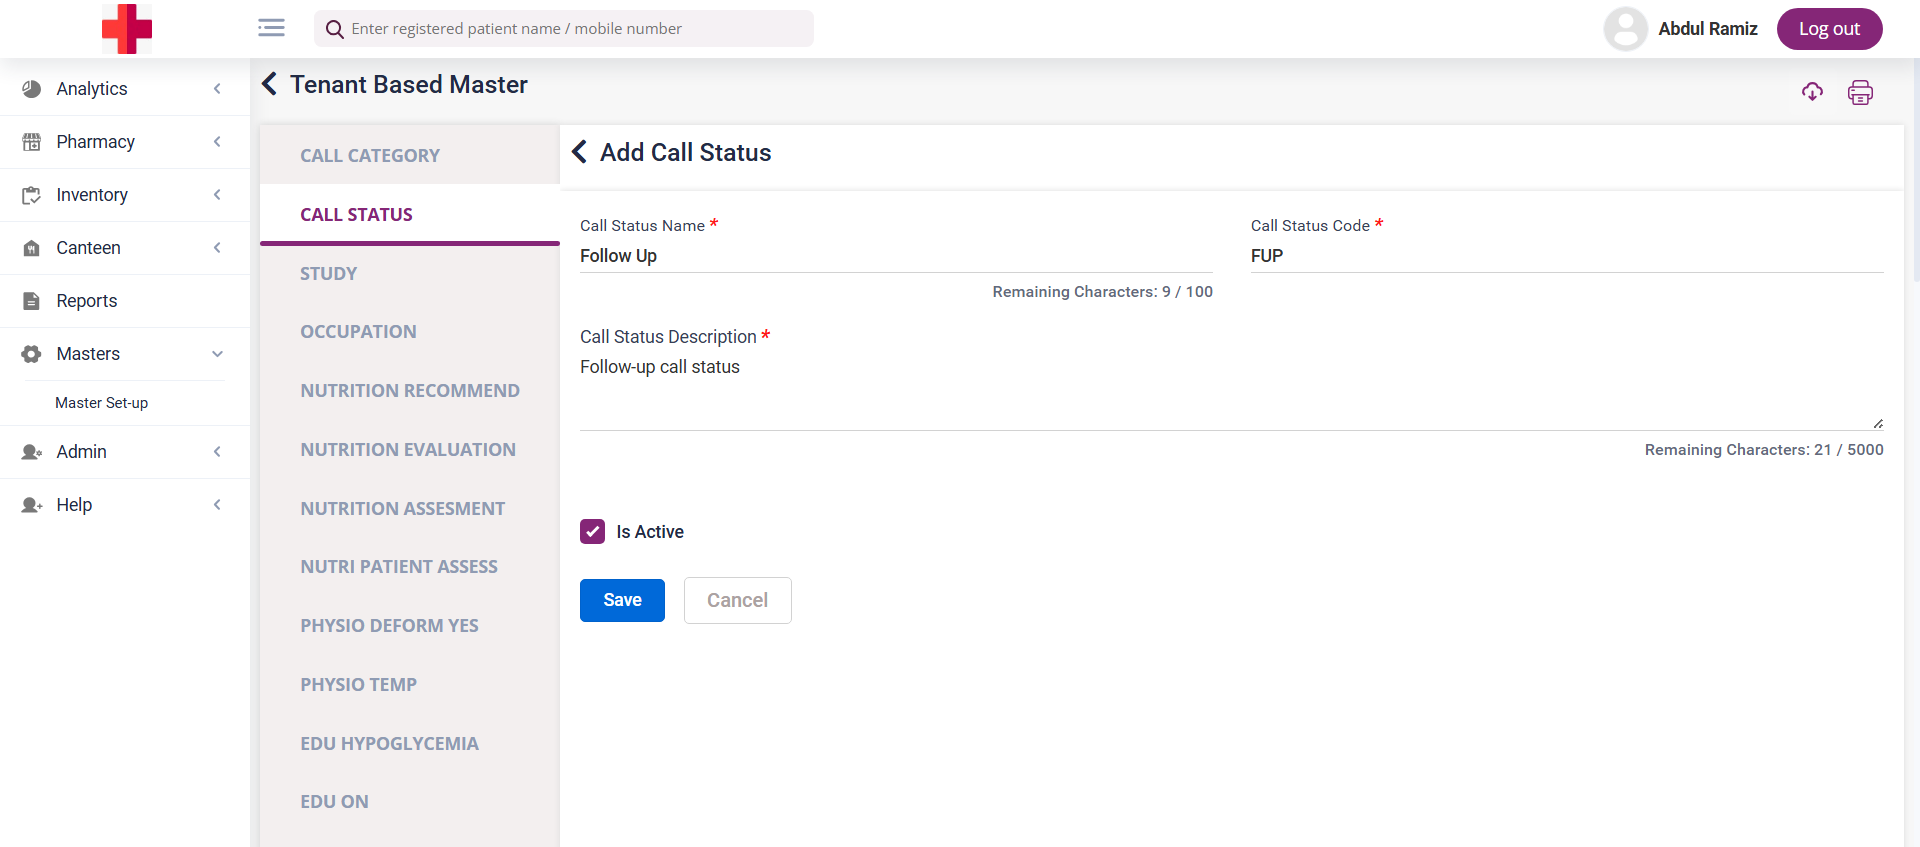 Enter registered patient name / mobile number
Abdul Ramiz
Log out
Analytics
Pharmacy
Inventory
Canteen
Reports
Masters
Master Set-up
Admin
Help
Tenant Based Master
CALL CATEGORY
CALL STATUS
STUDY
OCCUPATION
NUTRITION RECOMMEND
NUTRITION EVALUATION
NUTRITION ASSESMENT
NUTRI PATIENT ASSESS
PHYSIO DEFORM YES
PHYSIO TEMP
EDU HYPOGLYCEMIA
EDU ON
Add Call Status
Call Status Name *
Follow Up
Remaining Characters: 9 / 100
Call Status Code *
FUP
Call Status Description *
Follow-up call status
Remaining Characters: 21 / 5000
Is Active
Save
Cancel